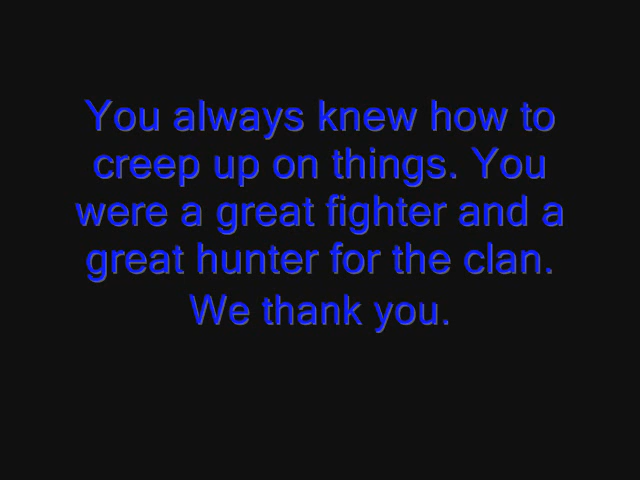 You always knew how to
creep up on things. You
were a great fighter and a
great hunter for the clan.
We thank you.